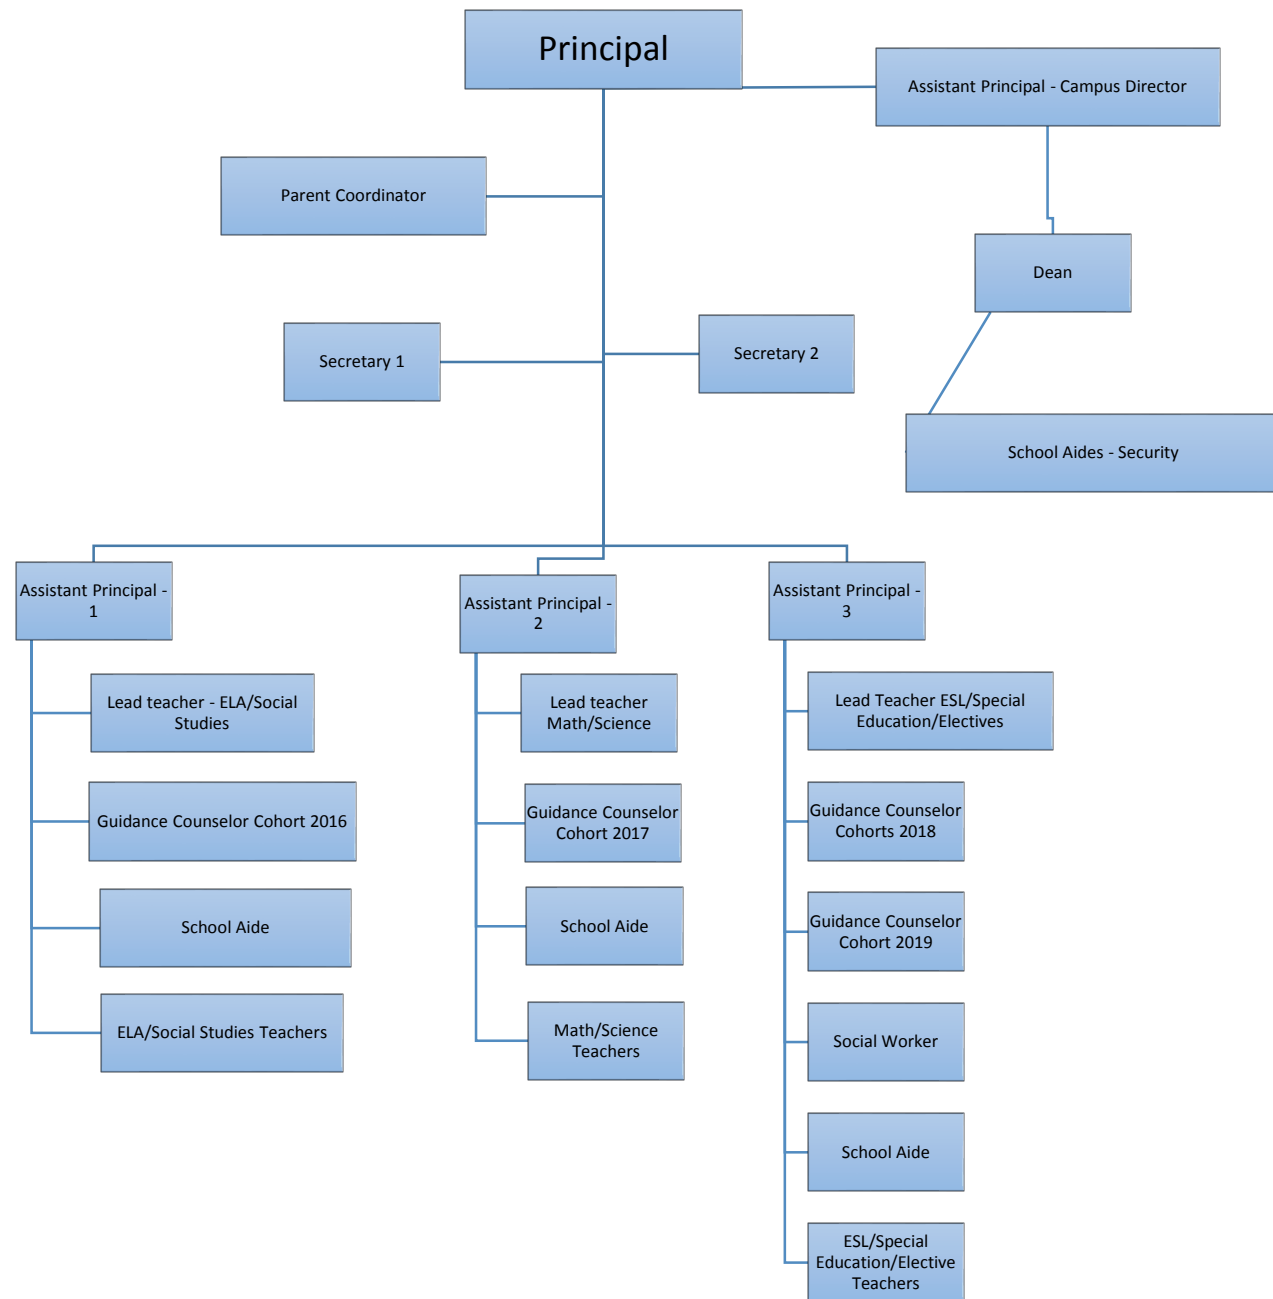 Principal
Assistant Principal - Campus Director
Parent Coordinator
Dean
Secretary 1
Secretary 2
School Aides - Security
Assistant Principal -
1
Assistant Principal -
2
Assistant Principal -
3
Lead teacher - ELA/Social
Studies
Guidance Counselor Cohort 2016
School Aide
ELA/Social Studies Teachers
Lead teacher
Math/Science
Guidance Counselor
Cohort 2017
School Aide
Math/Science
Teachers
Lead Teacher ESL/Special
Education/Electives
Guidance Counselor
Cohorts 2018
Guidance Counselor
Cohort 2019
Social Worker
School Aide
ESL/Special
Education/Elective
Teachers